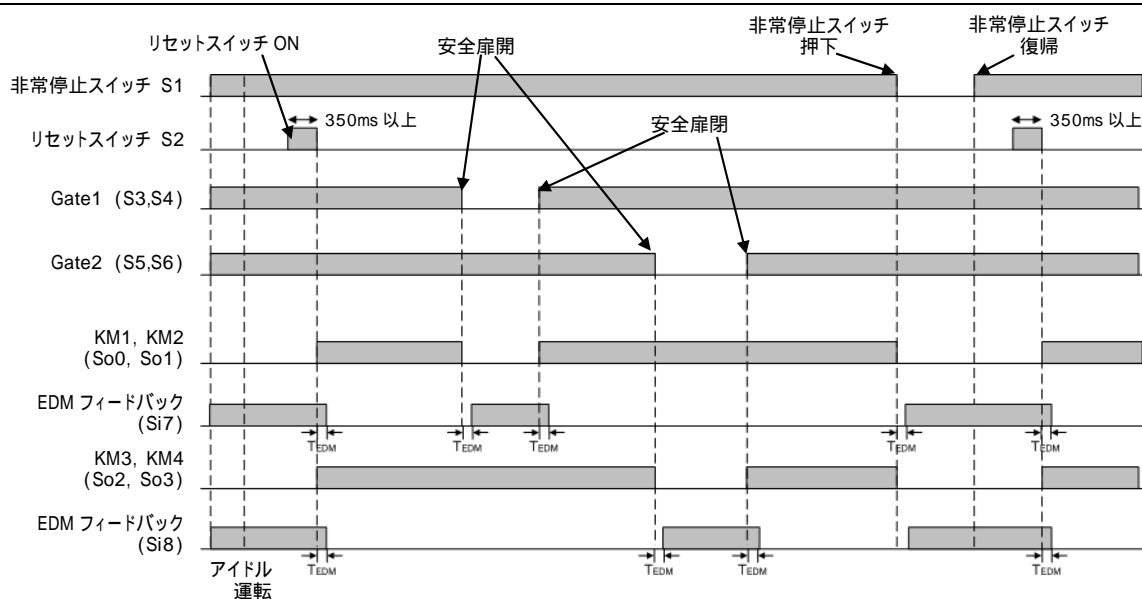 リセットスイッチ ON
安全扉開
非常停止スイッチ
押下
非常停止スイッチ
復帰
非常停止スイッチ S1
350ms 以上
リセットスイッチ S2
安全扉閉
350ms 以上
Gate1 (S3,S4)
Gate2 (S5,S6)
KM1, KM2
(So0, So1)
EDM フィードバック
(Si7)
TEDM TEDM TEDM TEDM TEDM
KM3, KM4
(So2, So3)
EDM フィードバック
(Si8)
TEDM TEDM TEDM TEDM
アイドル
運転